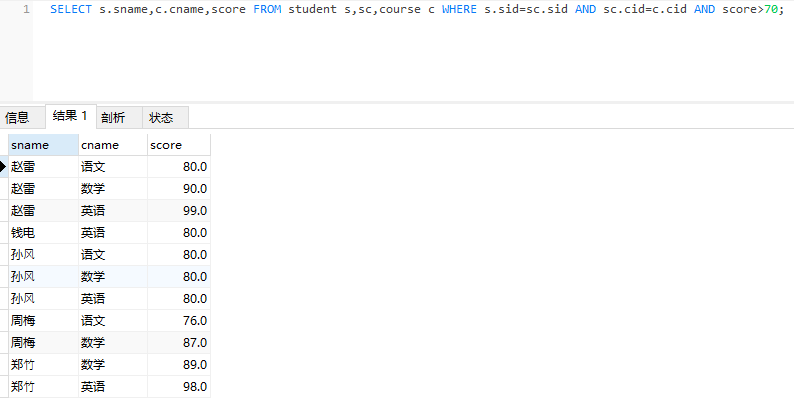 1 SELECT s.sname,c.cname,score FROM student s,sc,course c WHERE s.sid=sc.sid AND sc.cid=c.cid AND score>70;
信息 结果 1 剖析 状态
sname cname score
赵雷 语文 80.0
赵雷 数学 90.0
赵雷 英语 99.0
钱电 英语 80.0
孙风 语文 80.0
孙风 数学 80.0
孙风 英语 80.0
周梅 语文 76.0
周梅 数学 87.0
郑竹 数学 89.0
郑竹 英语 98.0